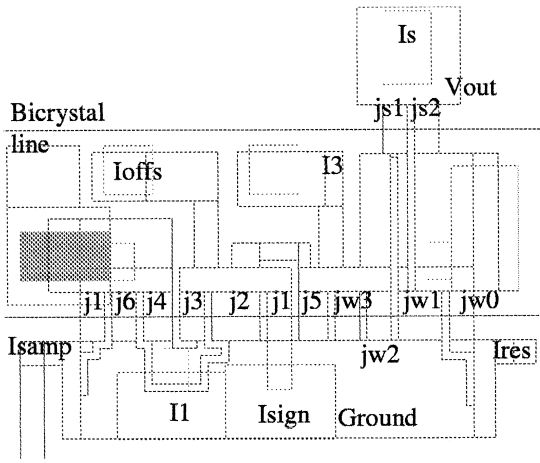 Is
Vout
js1 js2
Bicrystal
line
Ioffs
I3
j1 j6 j4 j3 j2 j1 j5 jw3 jw1 jw0
Isamp
jw2
Ires
I1
Isign
Ground